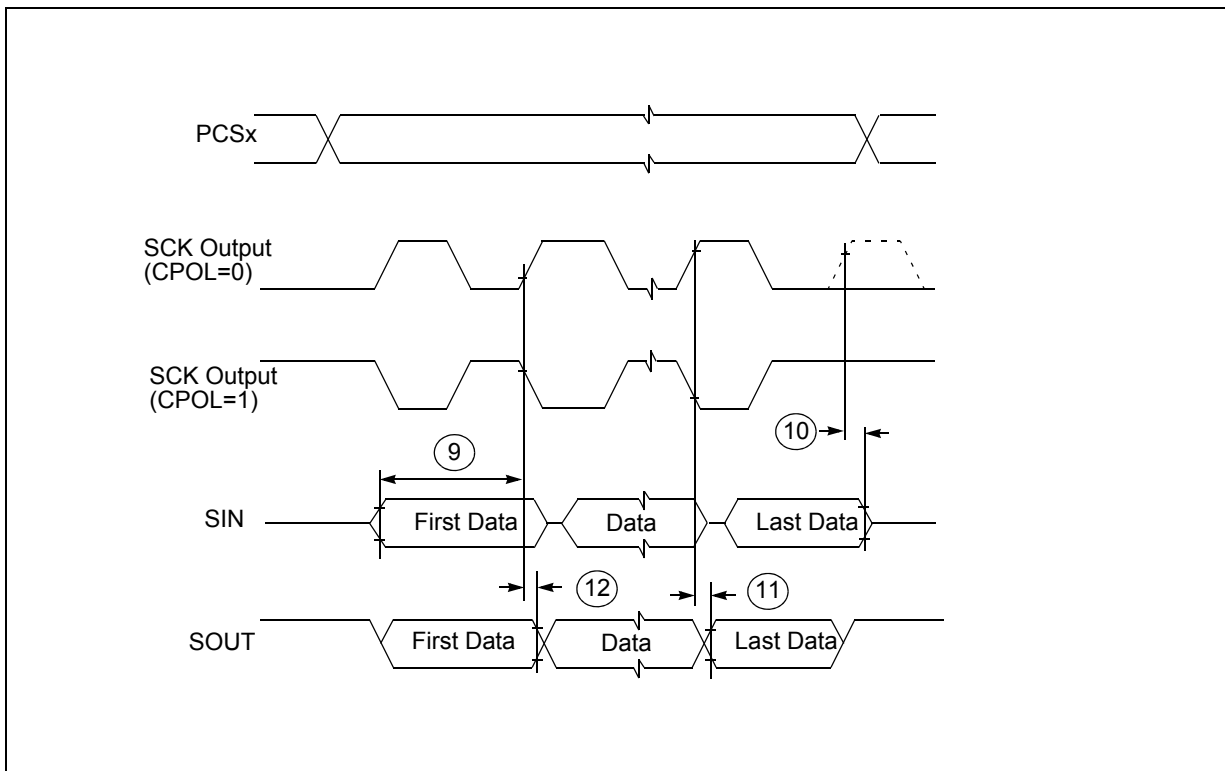 PCSx
SCK Output
(CPOL=0)
SCK Output
(CPOL=1)
10
9
SIN
First Data
Data
Last Data
12
11
SOUT
First Data
Data
Last Data